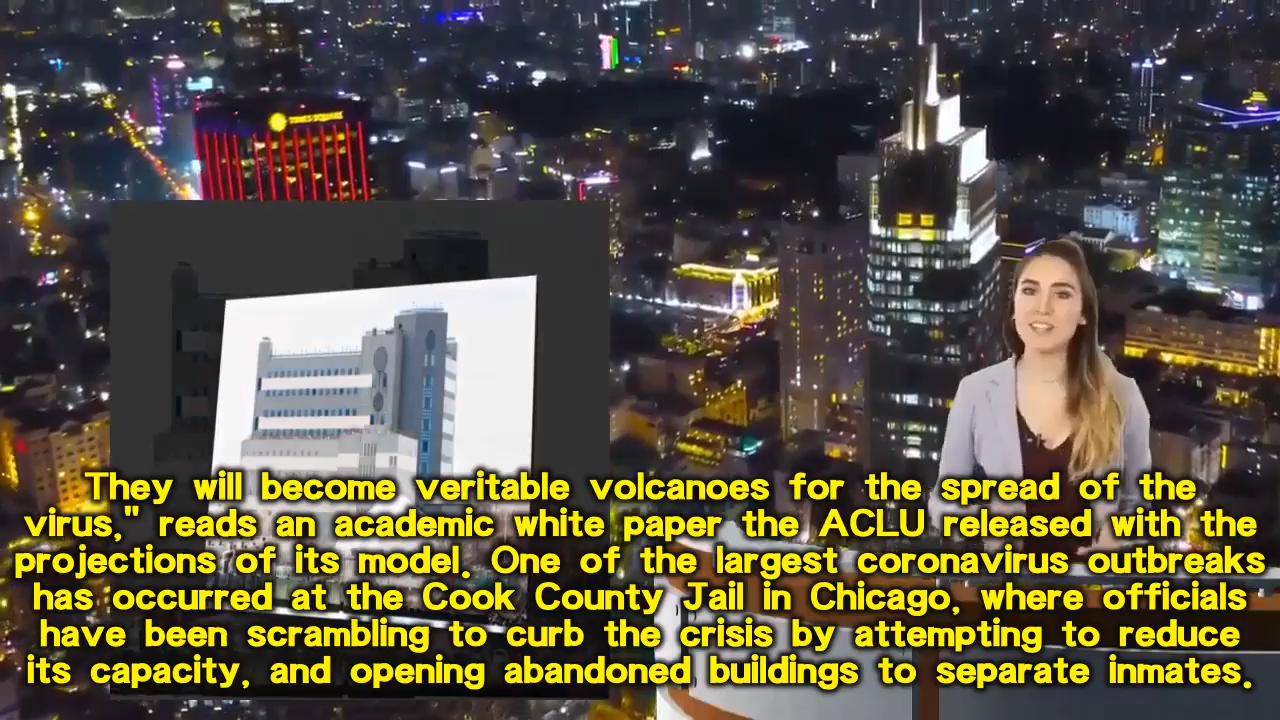 TIMES SQUARE
They will become veritable volcanoes for the spread of the
virus," reads an academic white paper the ACLU released with the
projections of its model. One of the largest coronavirus outbreaks
has occurred at the Cook County Jail in Chicago, where officials
have been scrambling to curb the crisis by attempting to reduce
its capacity, and opening abandoned buildings to separate inmates.